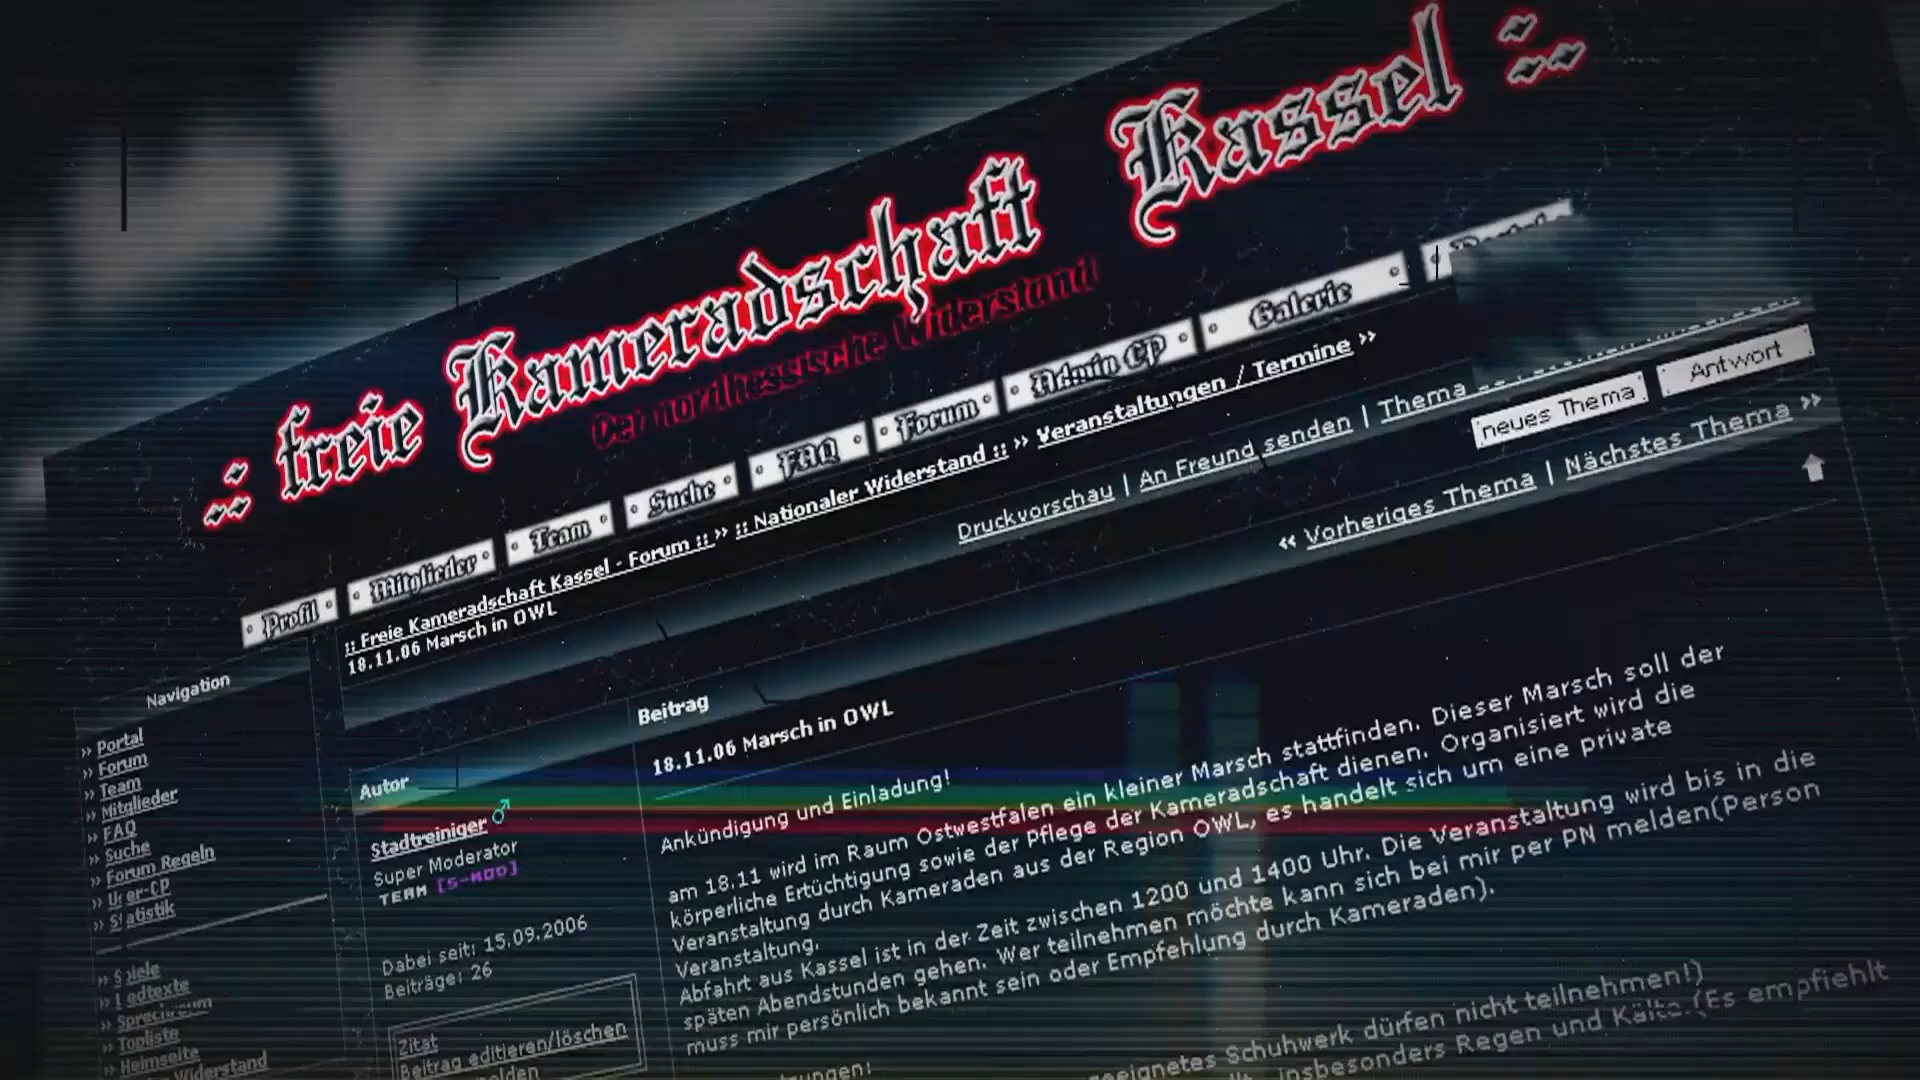 .: freie Kameradschaft Kassel :.
Der nordhessische Widerstand
Profil
Mitglieder
Team
Suche
FAQ
Forum
Admin CP
Galerie
:: Freie Kameradschaft Kassel - Forum :: » :: Nationaler Widerstand :: » Veranstaltungen / Termine »
18.11.06 Marsch in OWL
neues Thema
Antwort
Druckvorschau | An Freund senden | Thema
« Vorheriges Thema | Nächstes Thema »
Navigation
» Portal
» Forum
» Team
» Mitglieder
» FAQ
» Suche
» Forum Regeln
» User-CP
» Statistik
» Topliste
» Heimseite
Widerstand
Autor
Beitrag
Stadtreiniger ♂
Super Moderator
TEAM [S-MOD]
Dabei seit: 15.09.2006
Beiträge: 26
Zitat
Beitrag editieren/löschen
18.11.06 Marsch in OWL
Ankündigung und Einladung!
am 18.11 wird im Raum Ostwestfalen ein kleiner Marsch stattfinden. Dieser Marsch soll der
körperliche Ertüchtigung sowie der Pflege der Kameradschaft dienen. Organisiert wird die
Veranstaltung durch Kameraden aus der Region OWL, es handelt sich um eine private
Veranstaltung.
Abfahrt aus Kassel ist in der Zeit zwischen 1200 und 1400 Uhr. Die Veranstaltung wird bis in die
späten Abendstunden gehen. Wer teilnehmen möchte kann sich bei mir per PN melden(Person
muss mir persönlich bekannt sein oder Empfehlung durch Kameraden).
Schuhwerk dürfen nicht teilnehmen!)
insbesonders Regen und Kälte.(Es empfiehlt